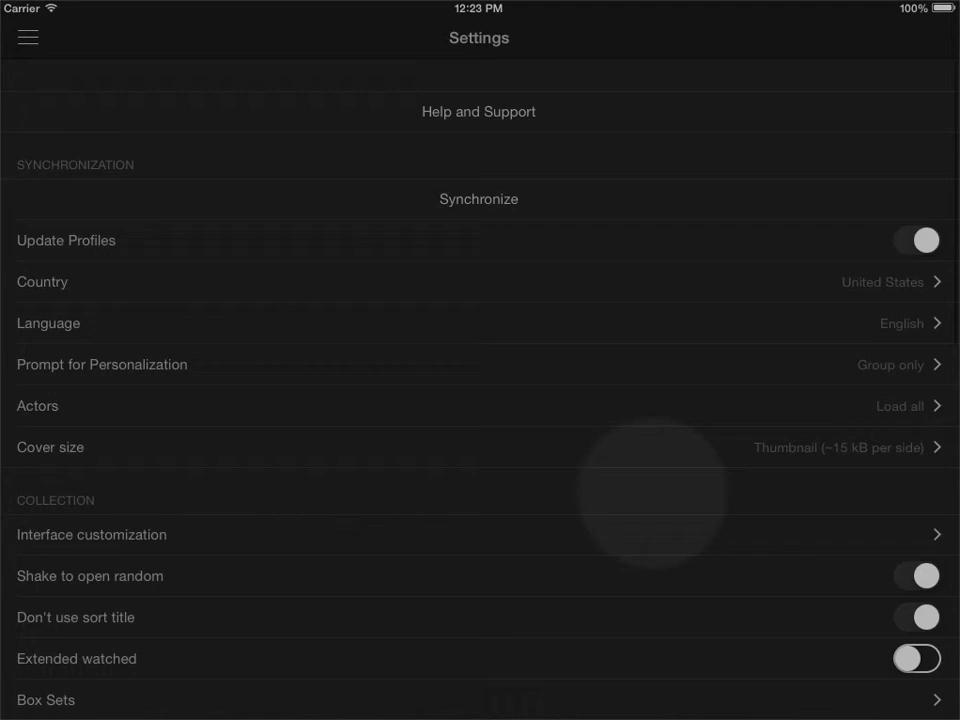 Carrier 12:23 PM 100%
Settings
Help and Support
SYNCHRONIZATION
Synchronize
Update Profiles
Country United States
Language English
Prompt for Personalization Group only
Actors Load all
Cover size Thumbnail (~15 kB per side)
COLLECTION
Interface customization
Shake to open random
Don't use sort title
Extended watched
Box Sets